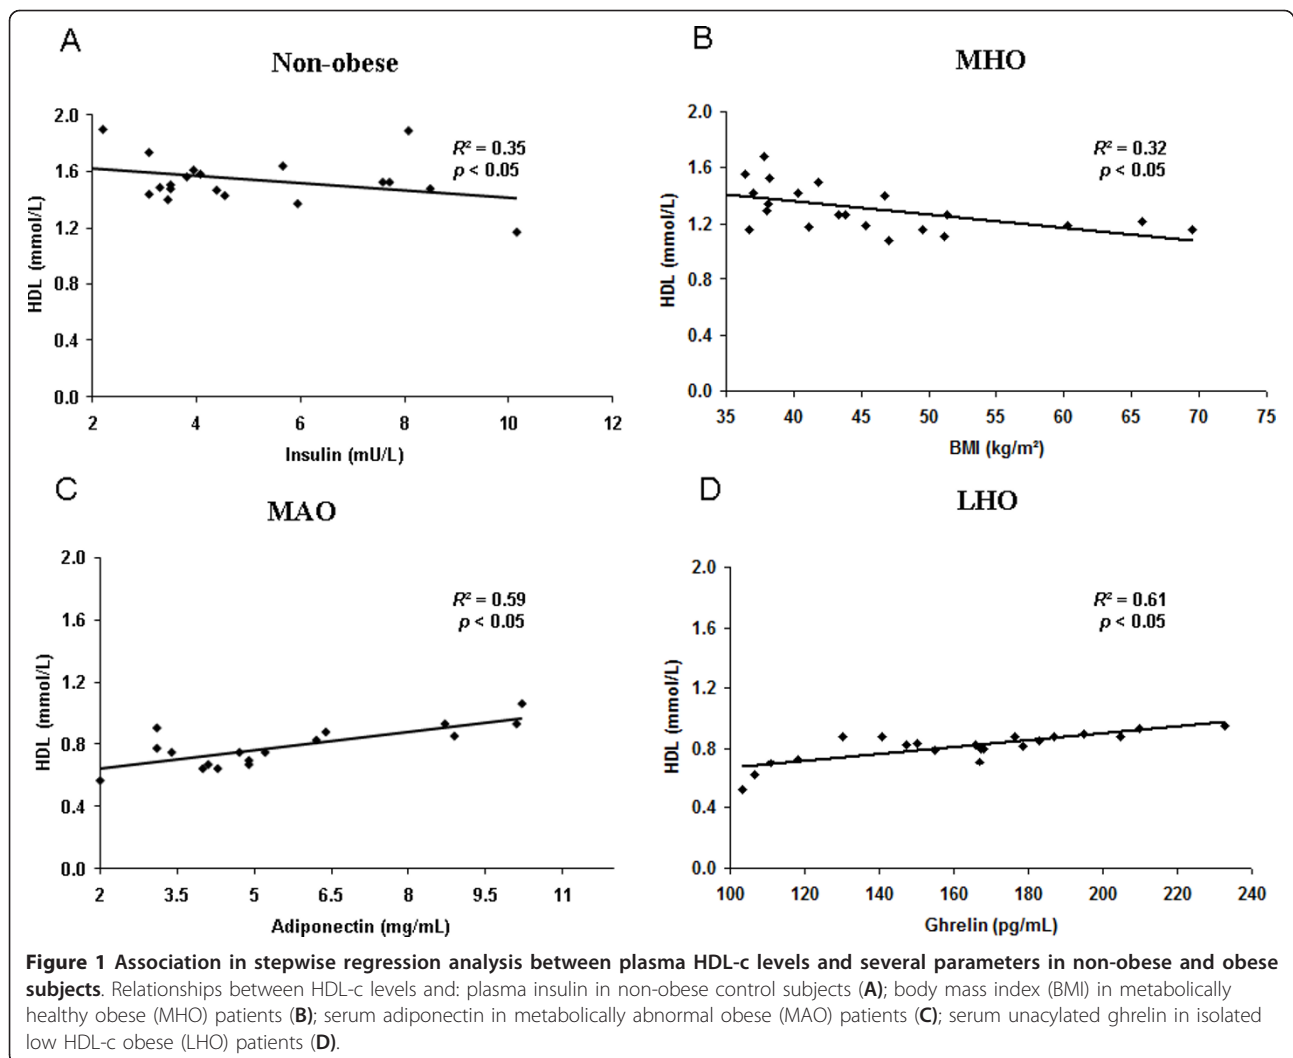 A
Non-obese
R² = 0.35
p < 0.05
HDL (mmol/L)
2.0
1.6
1.2
0.8
0.4
0.0
2 4 6 8 10 12
Insulin (mU/L)
B
MHO
R² = 0.32
p < 0.05
HDL (mmol/L)
2.0
1.6
1.2
0.8
0.4
0.0
35 40 45 50 55 60 65 70 75
BMI (kg/m²)
C
MAO
R² = 0.59
p < 0.05
HDL (mmol/L)
2.0
1.6
1.2
0.8
0.4
0.0
2 3.5 5 6.5 8 9.5 11
Adiponectin (mg/mL)
D
LHO
R² = 0.61
p < 0.05
HDL (mmol/L)
2.0
1.6
1.2
0.8
0.4
0.0
100 120 140 160 180 200 220 240
Ghrelin (pg/mL)
Figure 1 Association in stepwise regression analysis between plasma HDL-c levels and several parameters in non-obese and obese
subjects. Relationships between HDL-c levels and: plasma insulin in non-obese control subjects (A); body mass index (BMI) in metabolically
healthy obese (MHO) patients (B); serum adiponectin in metabolically abnormal obese (MAO) patients (C); serum unacylated ghrelin in isolated
low HDL-c obese (LHO) patients (D).